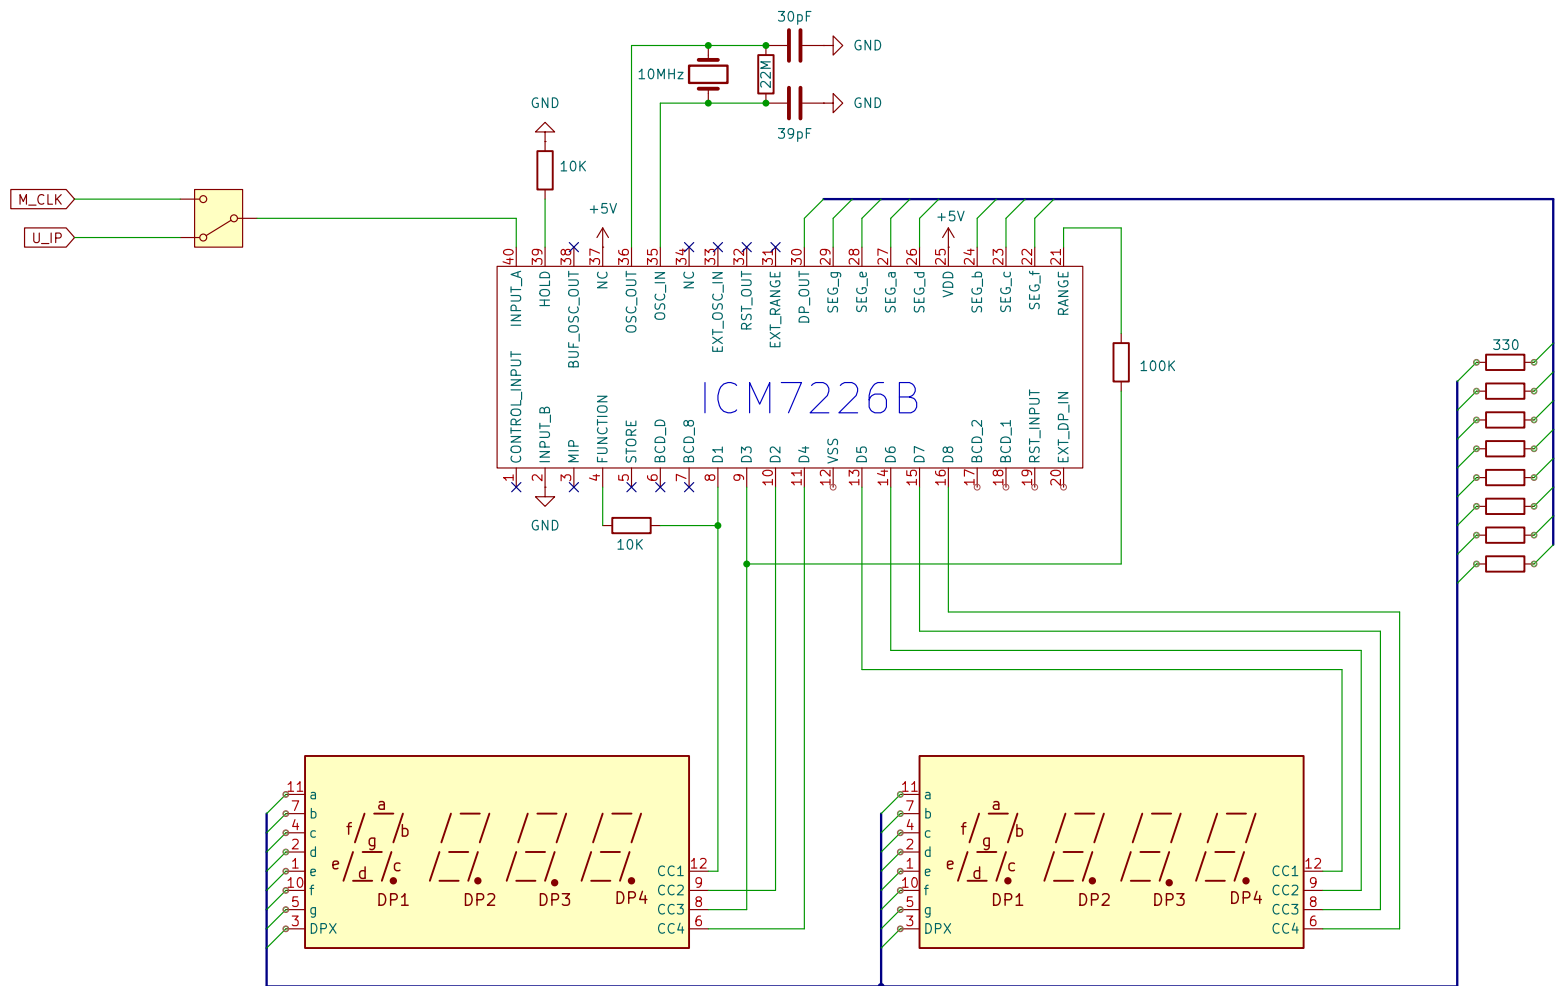 30pF
GND
10MHz
22M
GND
39pF
GND
10K
M_CLK
U_IP
+5V
+5V
40 39 38 37 36 35 34 33 32 31 30 29 28 27 26 25 24 23 22 21
INPUT_A
HOLD
BUF_OSC_OUT
NC
OSC_OUT
OSC_IN
NC
EXT_OSC_IN
RST_OUT
EXT_RANGE
DP_OUT
SEG_g
SEG_e
SEG_a
SEG_d
VDD
SEG_b
SEG_c
SEG_f
RANGE
330
100K
ICM7226B
CONTROL_INPUT
INPUT_B
MIP
FUNCTION
STORE
BCD_D
BCD_8
D1
D3
D2
D4
VSS
D5
D6
D7
D8
BCD_2
BCD_1
RST_INPUT
EXT_DP_IN
1 2 3 4 5 6 7 8 9 10 11 12 13 14 15 16 17 18 19 20
GND
10K
11 a
7 b
4 c
2 d
1 e
10 f
5 g
3 DPX
a
f
b
g
e
c
d
DP1
DP2
DP3
DP4
CC1 12
CC2 9
CC3 8
CC4 6
11 a
7 b
4 c
2 d
1 e
10 f
5 g
3 DPX
a
f
b
g
e
c
d
DP1
DP2
DP3
DP4
CC1 12
CC2 9
CC3 8
CC4 6